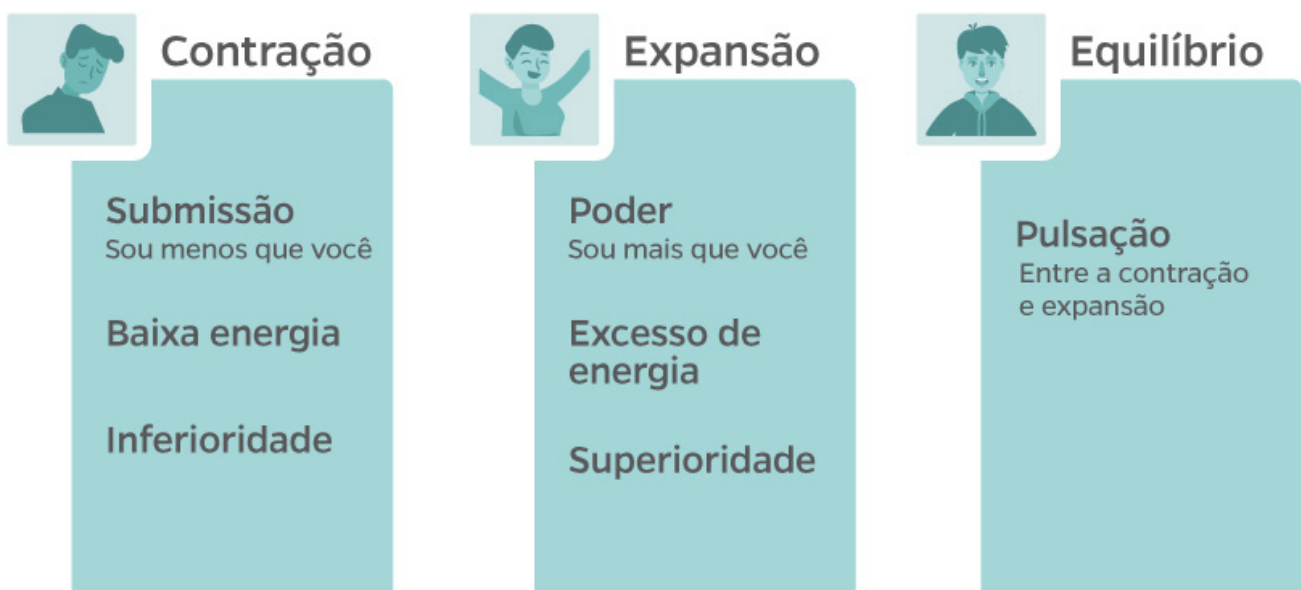 Contração
Submissão
Sou menos que você
Baixa energia
Inferioridade
Expansão
Poder
Sou mais que você
Excesso de
energia
Superioridade
Equilíbrio
Pulsação
Entre a contração
e expansão